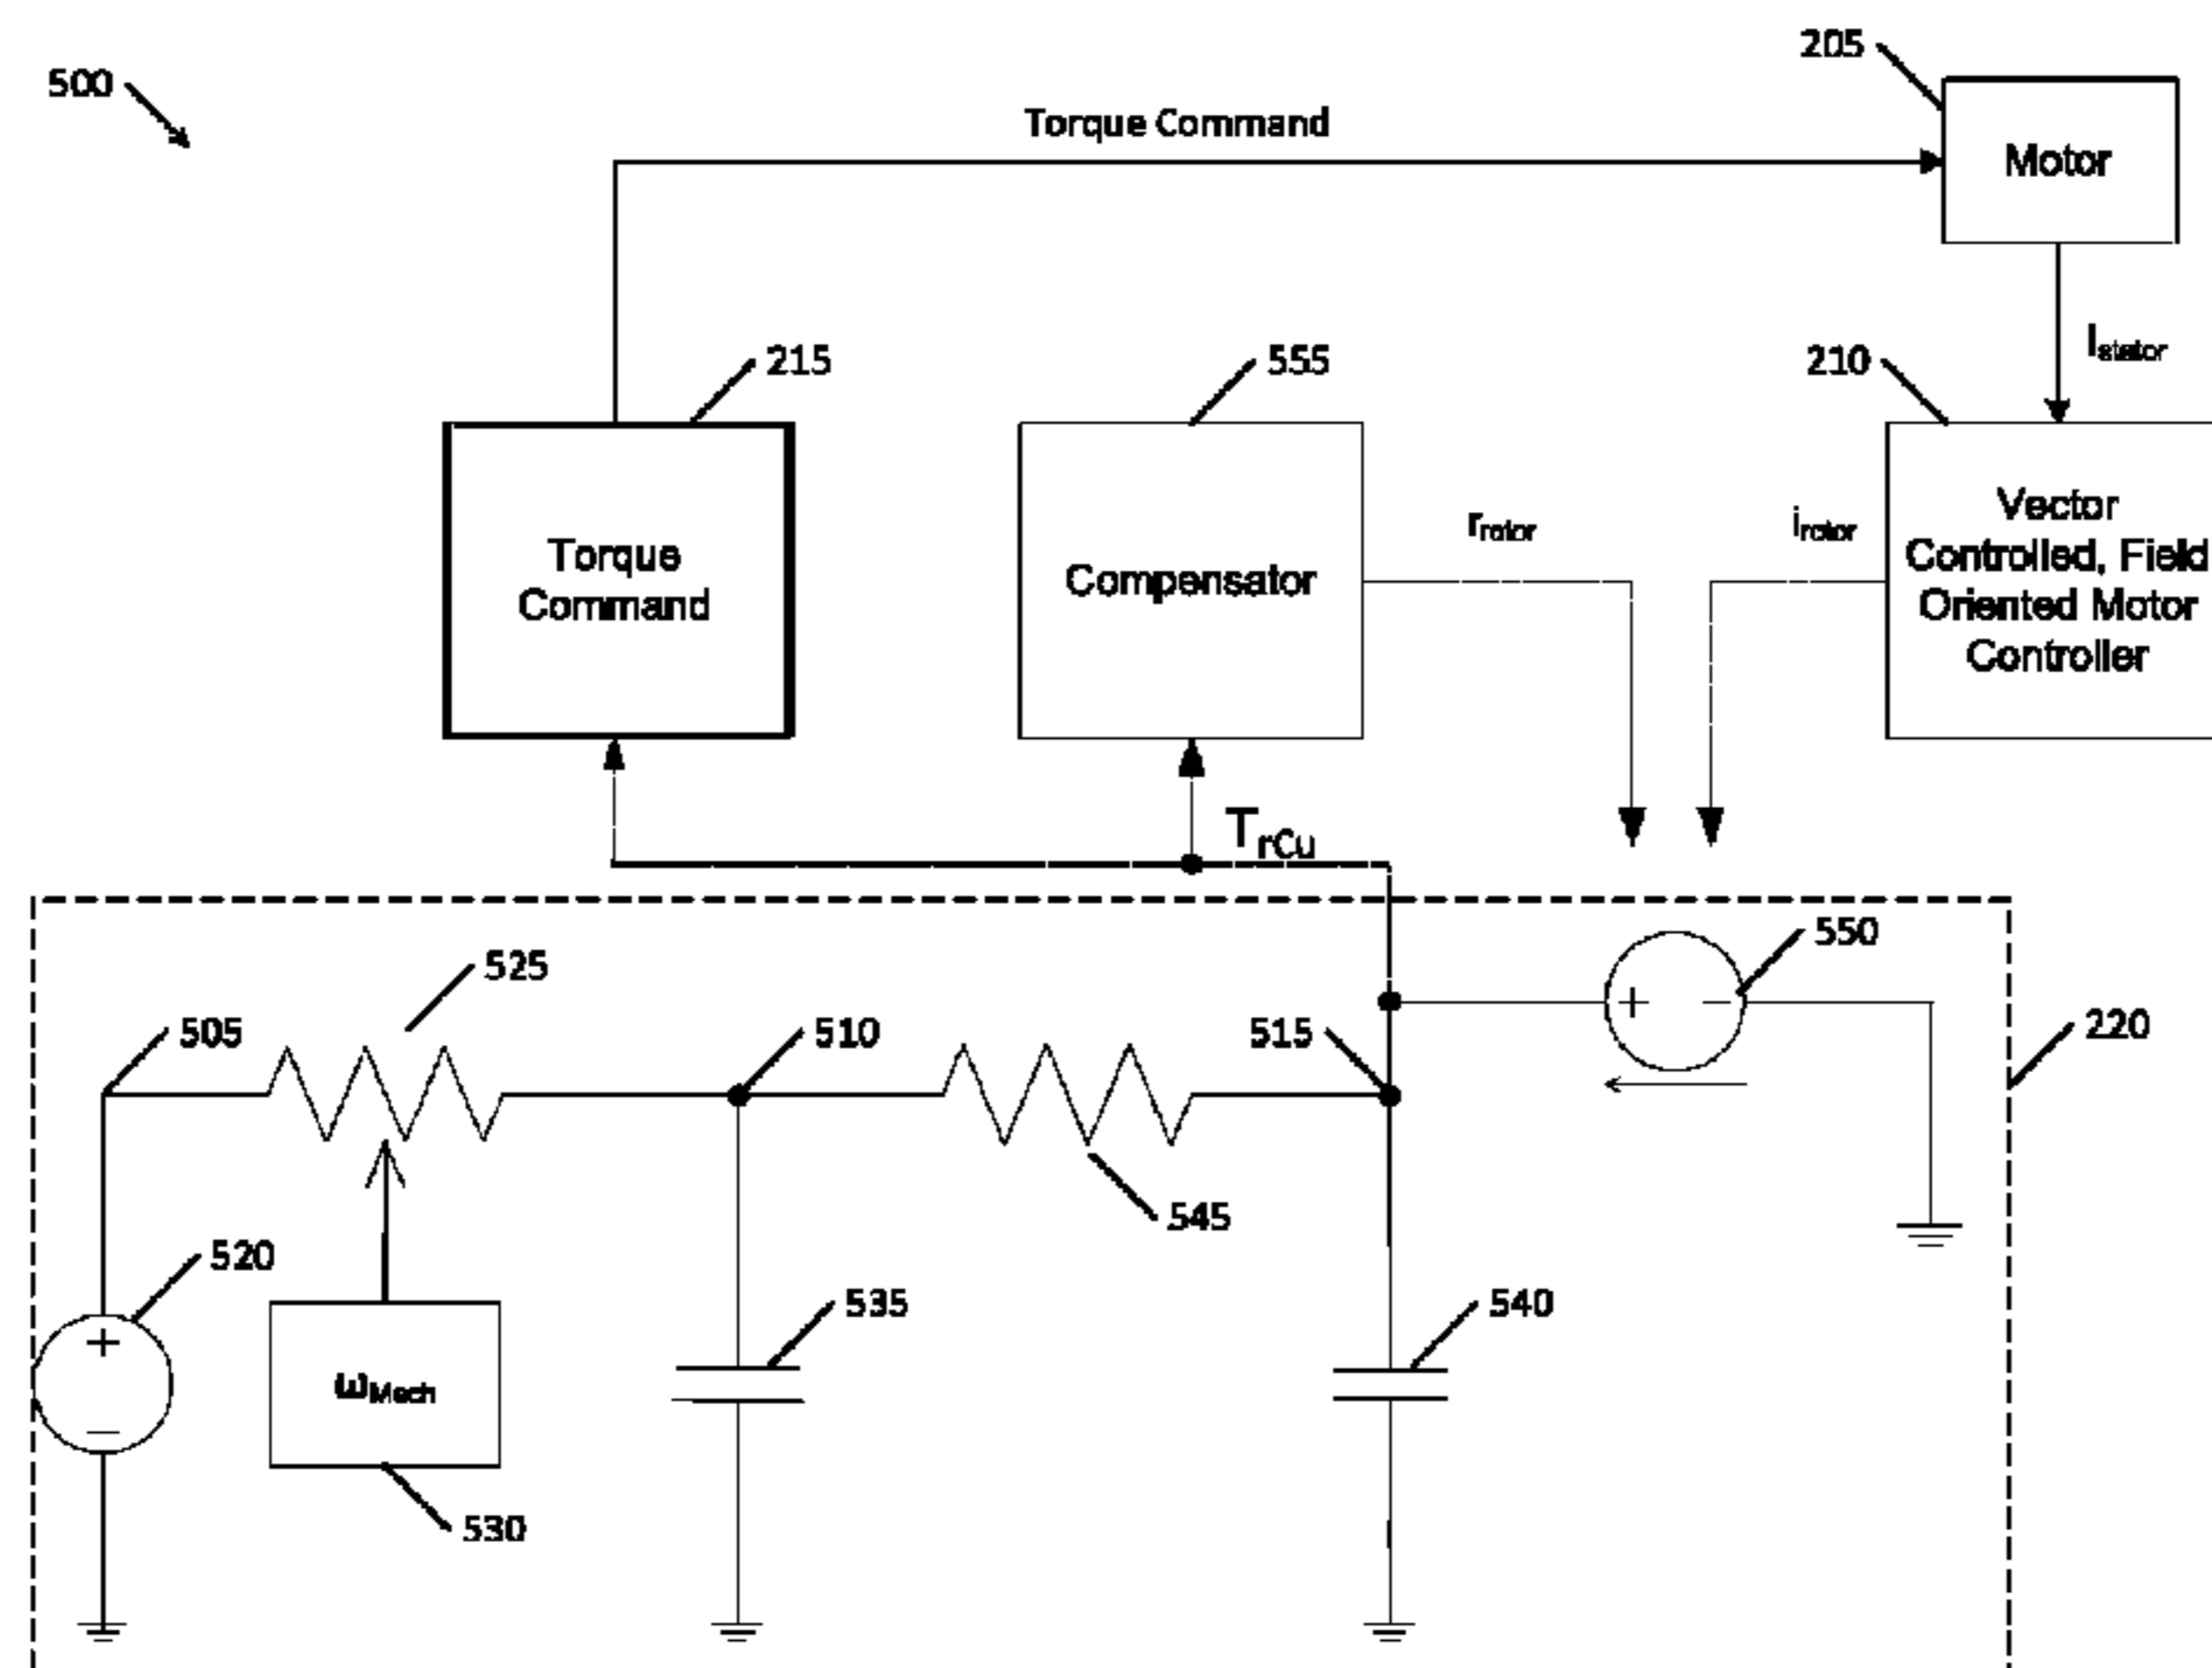 205
500
Torque Command
Motor
215
555
210
Istator
Torque
Command
Compensator
rrotor
irotor
Vector
Controlled, Field
Oriented Motor
Controller
TrCu
550
525
505
510
515
220
545
520
535
540
ωMech
530
+
−
+
−